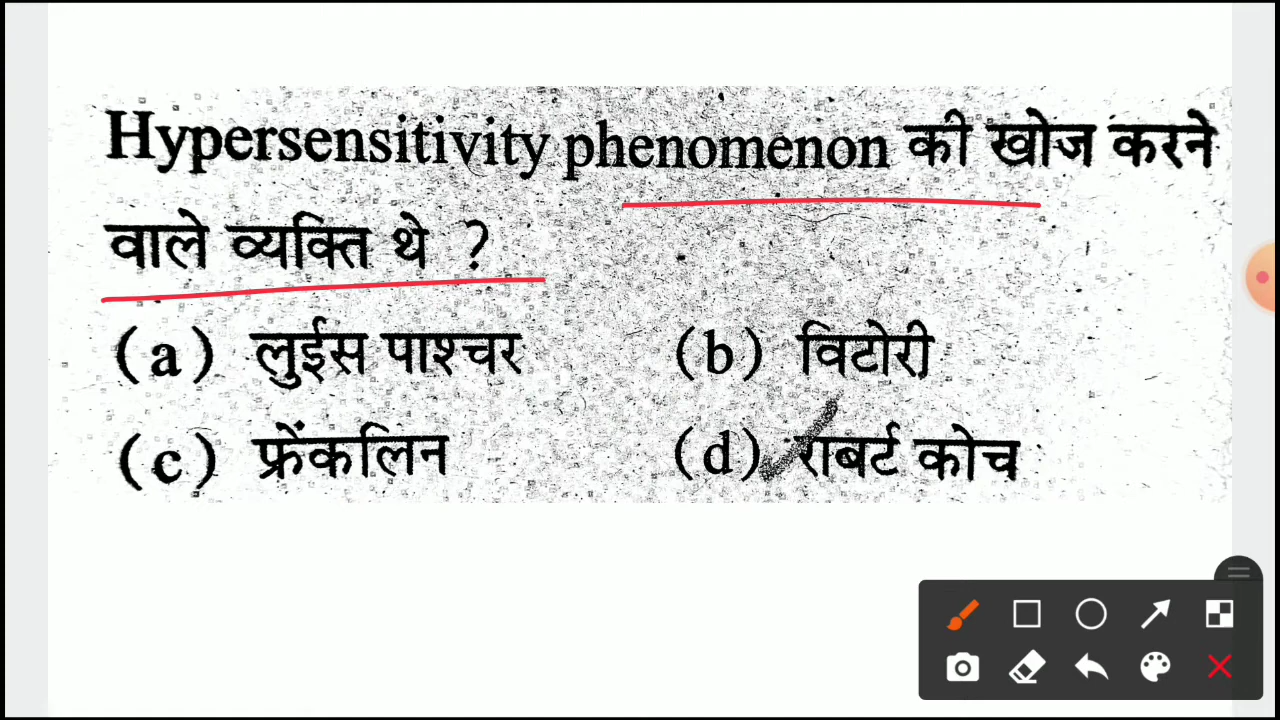 Hypersensitivity phenomenon की खोज करने
वाले व्यक्ति थे ?
(a) लुईस पाश्चर (b) विटोरी
(c) फ्रेंकलिन (d) राबर्ट कोच